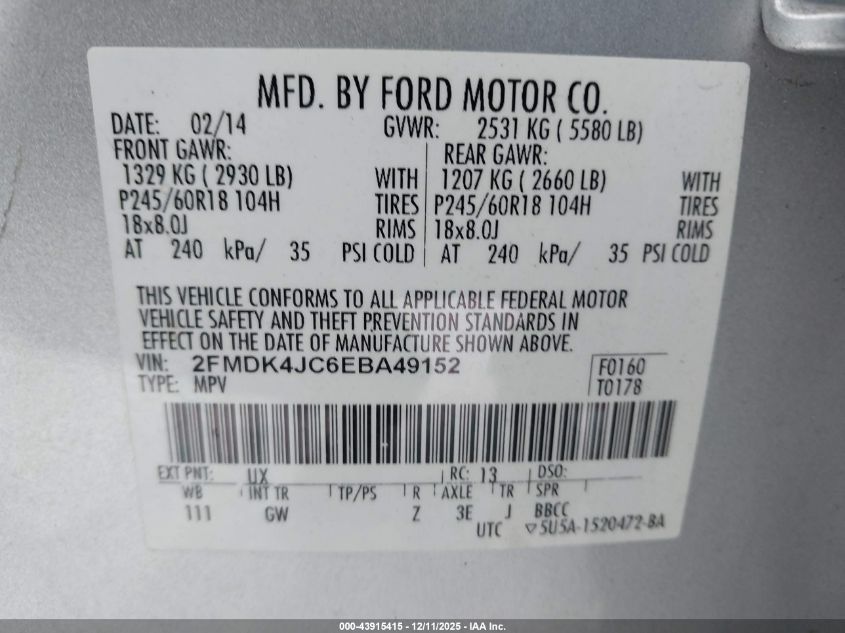 MFD. BY FORD MOTOR CO.
DATE: 02/14 GVWR: 2531 KG ( 5580 LB)
FRONT GAWR: REAR GAWR:
1329 KG ( 2930 LB) WITH 1207 KG ( 2660 LB) WITH
P245/60R18 104H TIRES P245/60R18 104H TIRES
18x8.0J RIMS 18x8.0J RIMS
AT 240 kPa/ 35 PSI COLD AT 240 kPa/ 35 PSI COLD
THIS VEHICLE CONFORMS TO ALL APPLICABLE FEDERAL MOTOR
VEHICLE SAFETY AND THEFT PREVENTION STANDARDS IN
EFFECT ON THE DATE OF MANUFACTURE SHOWN ABOVE.
VIN: 2FMDK4JC6EBA49152 F0160
TYPE: MPV T0178
EXT PNT: UX RC: 13 DSO:
WB INT TR TP/PS R AXLE TR SPR
111 GW Z 3E J BBCC
UTC ▽5U5A-1520472-BA
000-43915415 - 12/11/2025 - IAA Inc.